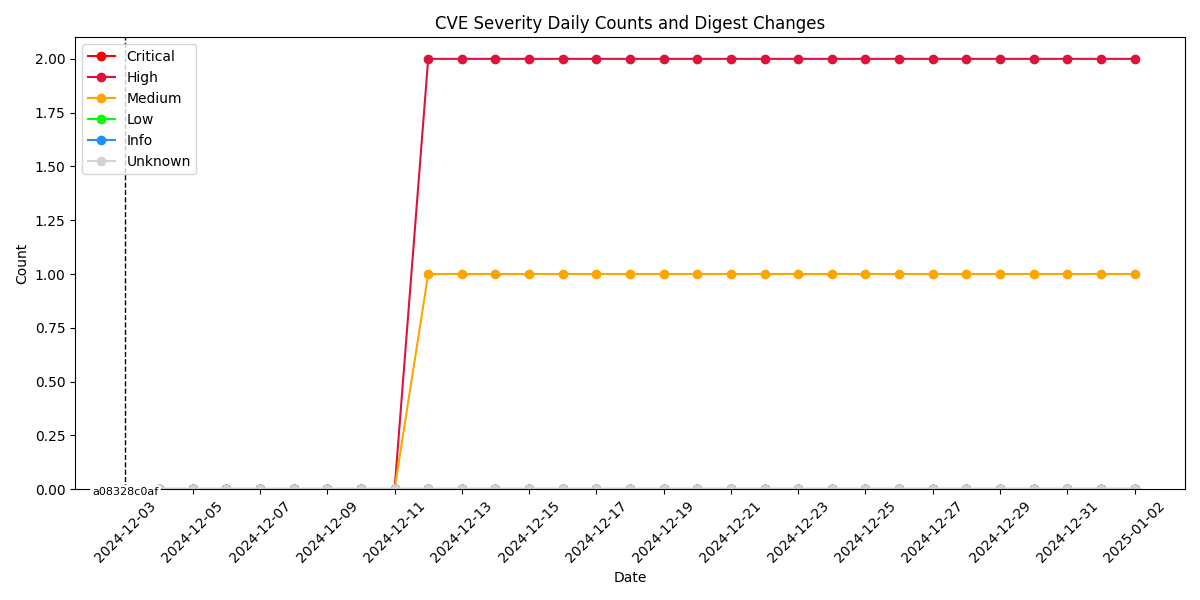 CVE Severity Daily Counts and Digest Changes
Critical
High
Medium
Low
Info
Unknown
2.00
1.75
1.50
1.25
1.00
0.75
0.50
0.25
0.00
Count
a08328c0af
2024-12-03
2024-12-05
2024-12-07
2024-12-09
2024-12-11
2024-12-13
2024-12-15
2024-12-17
2024-12-19
2024-12-21
2024-12-23
2024-12-25
2024-12-27
2024-12-29
2024-12-31
2025-01-02
Date